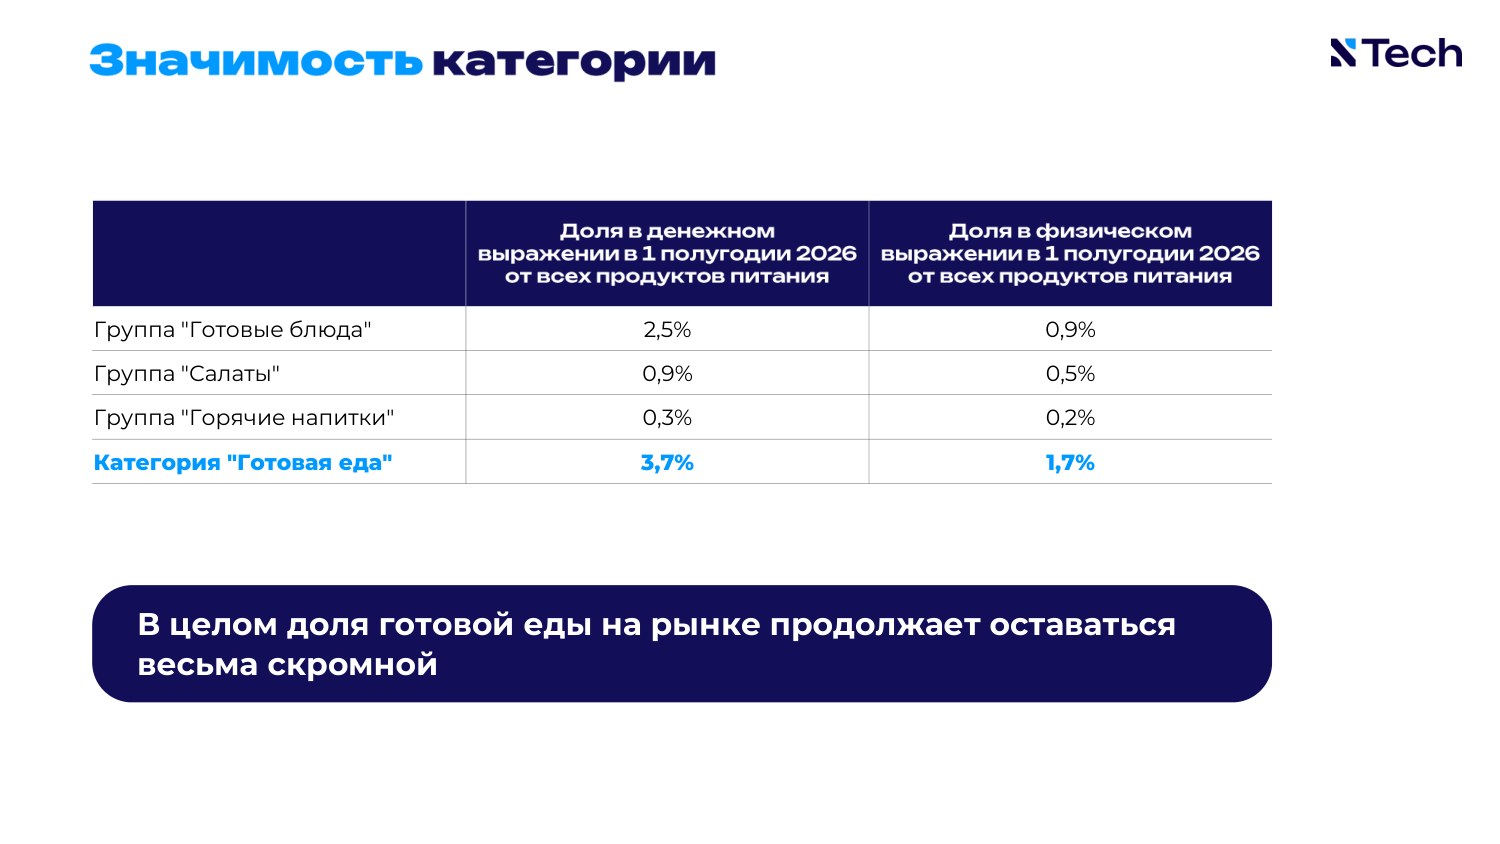 Значимость категории
Tech
Доля в денежном
выражении в 1 полугодии 2026
от всех продуктов питания
Доля в физическом
выражении в 1 полугодии 2026
от всех продуктов питания
Группа "Готовые блюда" 2,5% 0,9%
Группа "Салаты" 0,9% 0,5%
Группа "Горячие напитки" 0,3% 0,2%
Категория "Готовая еда" 3,7% 1,7%
В целом доля готовой еды на рынке продолжает оставаться
весьма скромной